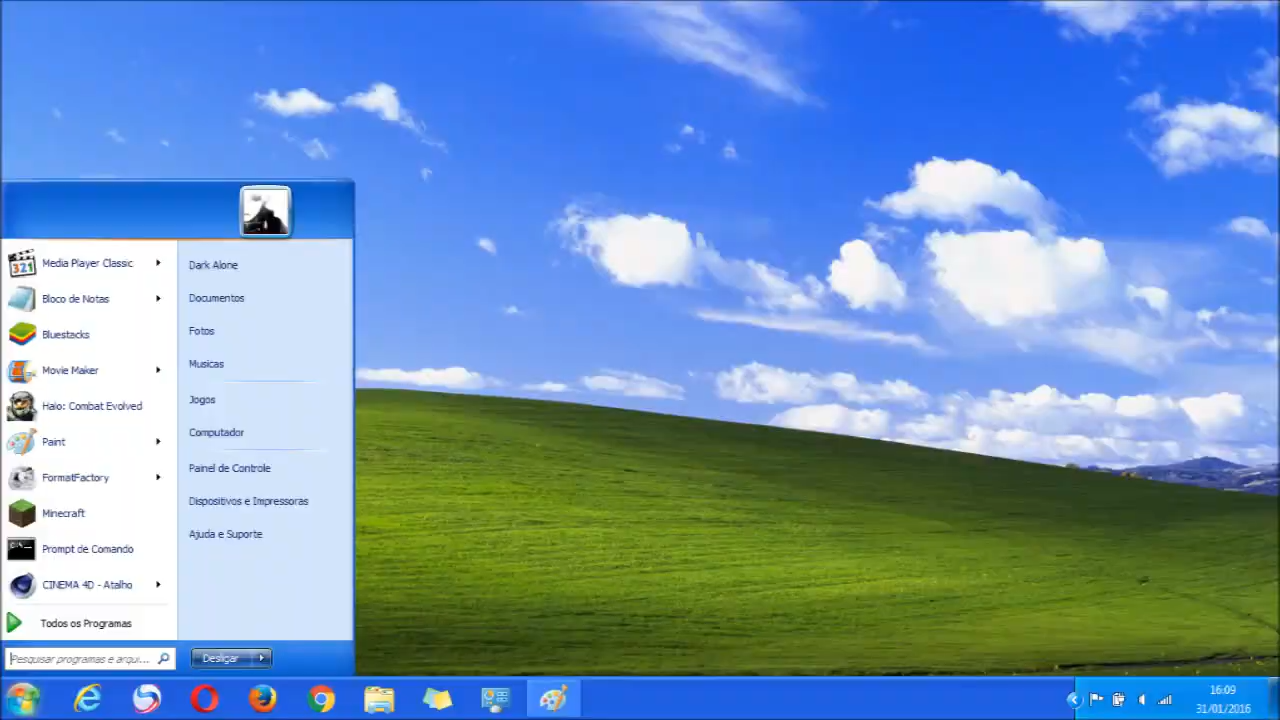 Media Player Classic
Bloco de Notas
Bluestacks
Movie Maker
Halo: Combat Evolved
Paint
FormatFactory
Minecraft
Prompt de Comando
CINEMA 4D - Atalho
Todos os Programas
Pesquisar programas e arqui...
Dark Alone
Documentos
Fotos
Musicas
Jogos
Computador
Painel de Controle
Dispositivos e Impressoras
Ajuda e Suporte
Desligar
16:09
31/01/2016